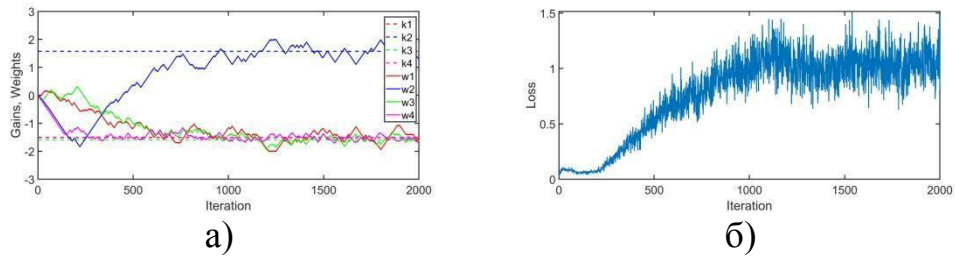 3
2
1
0
-1
-2
-3
Gains, Weights
0
500
1000
1500
2000
Iteration
k1
k2
k3
k4
w1
w2
w3
w4
а)
1.5
1
0.5
0
Loss
0
500
1000
1500
2000
Iteration
б)